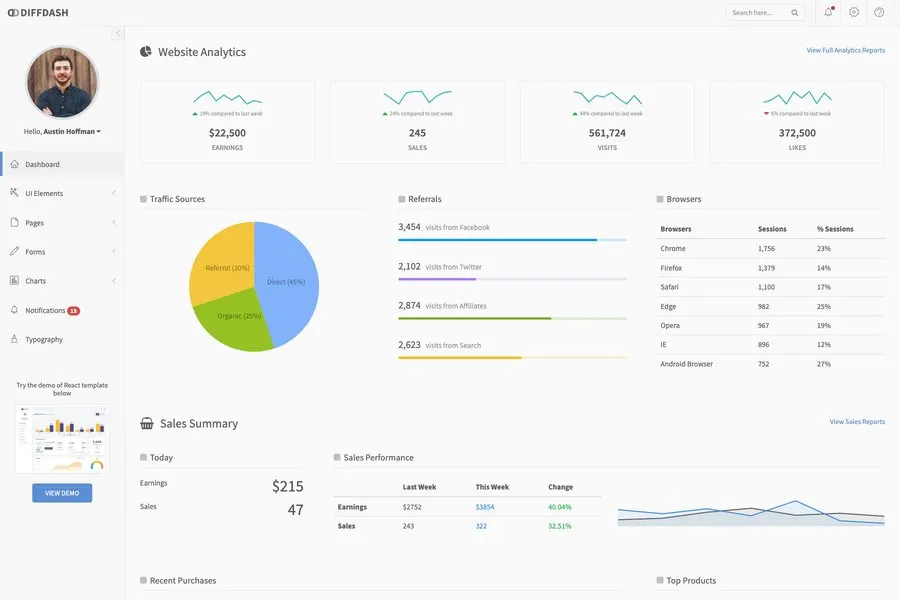 DIFFDASH
Search here...
Hello, Austin Hoffman
Dashboard
UI Elements
Pages
Forms
Charts
Notifications 15
Typography
Try the demo of React template
below
VIEW DEMO
Website Analytics
View Full Analytics Reports
19% compared to last week
$22,500
EARNINGS
24% compared to last week
245
SALES
44% compared to last week
561,724
VISITS
6% compared to last week
372,500
LIKES
Traffic Sources
Referral (30%)
Direct (45%)
Organic (25%)
Referrals
3,454 visits from Facebook
2,102 visits from Twitter
2,874 visits from Affiliates
2,623 visits from Search
Browsers
Browsers Sessions % Sessions
Chrome 1,756 23%
Firefox 1,379 14%
Safari 1,100 17%
Edge 982 25%
Opera 967 19%
IE 896 12%
Android Browser 752 27%
Sales Summary
View Sales Reports
Today
Earnings $215
Sales 47
Sales Performance
Last Week This Week Change
Earnings $2752 $3854 40.04%
Sales 243 322 32.51%
Recent Purchases
Top Products